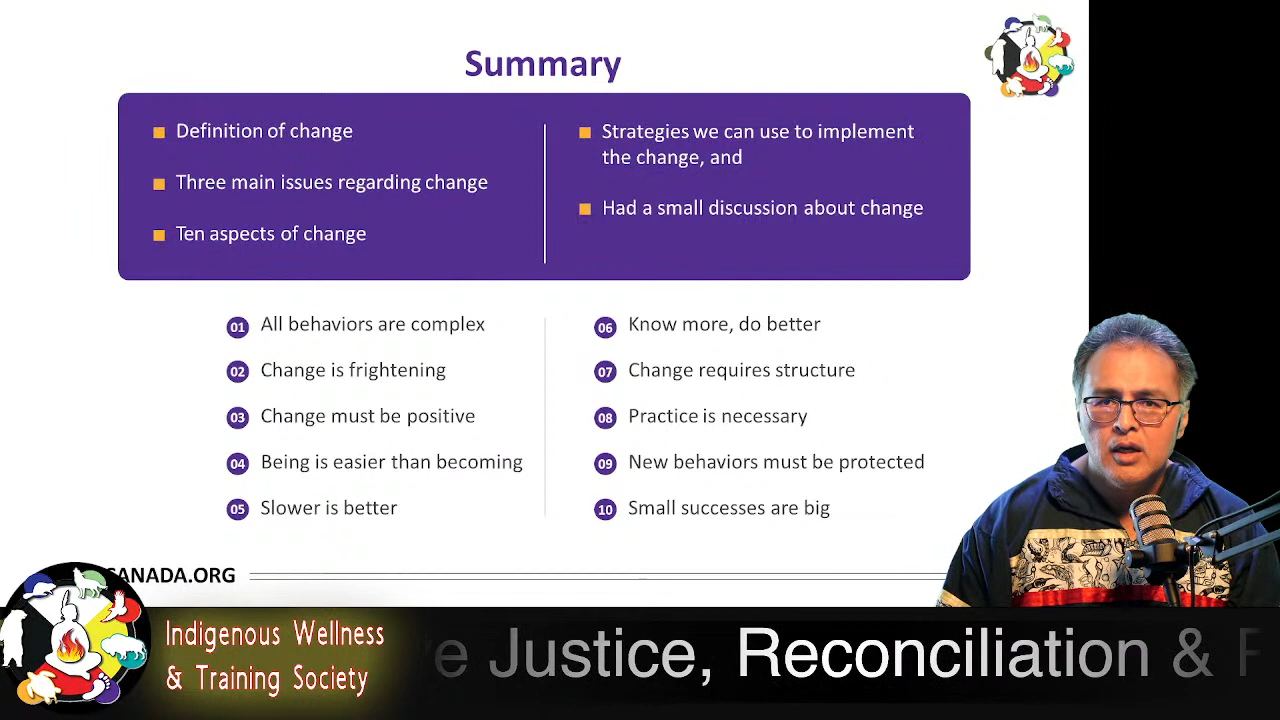 Summary
Definition of change
Three main issues regarding change
Ten aspects of change
Strategies we can use to implement
the change, and
Had a small discussion about change
01 All behaviors are complex
02 Change is frightening
03 Change must be positive
04 Being is easier than becoming
05 Slower is better
06 Know more, do better
07 Change requires structure
08 Practice is necessary
09 New behaviors must be protected
10 Small successes are big
CANADA.ORG
Indigenous Wellness
& Training Society
e Justice, Reconciliation &